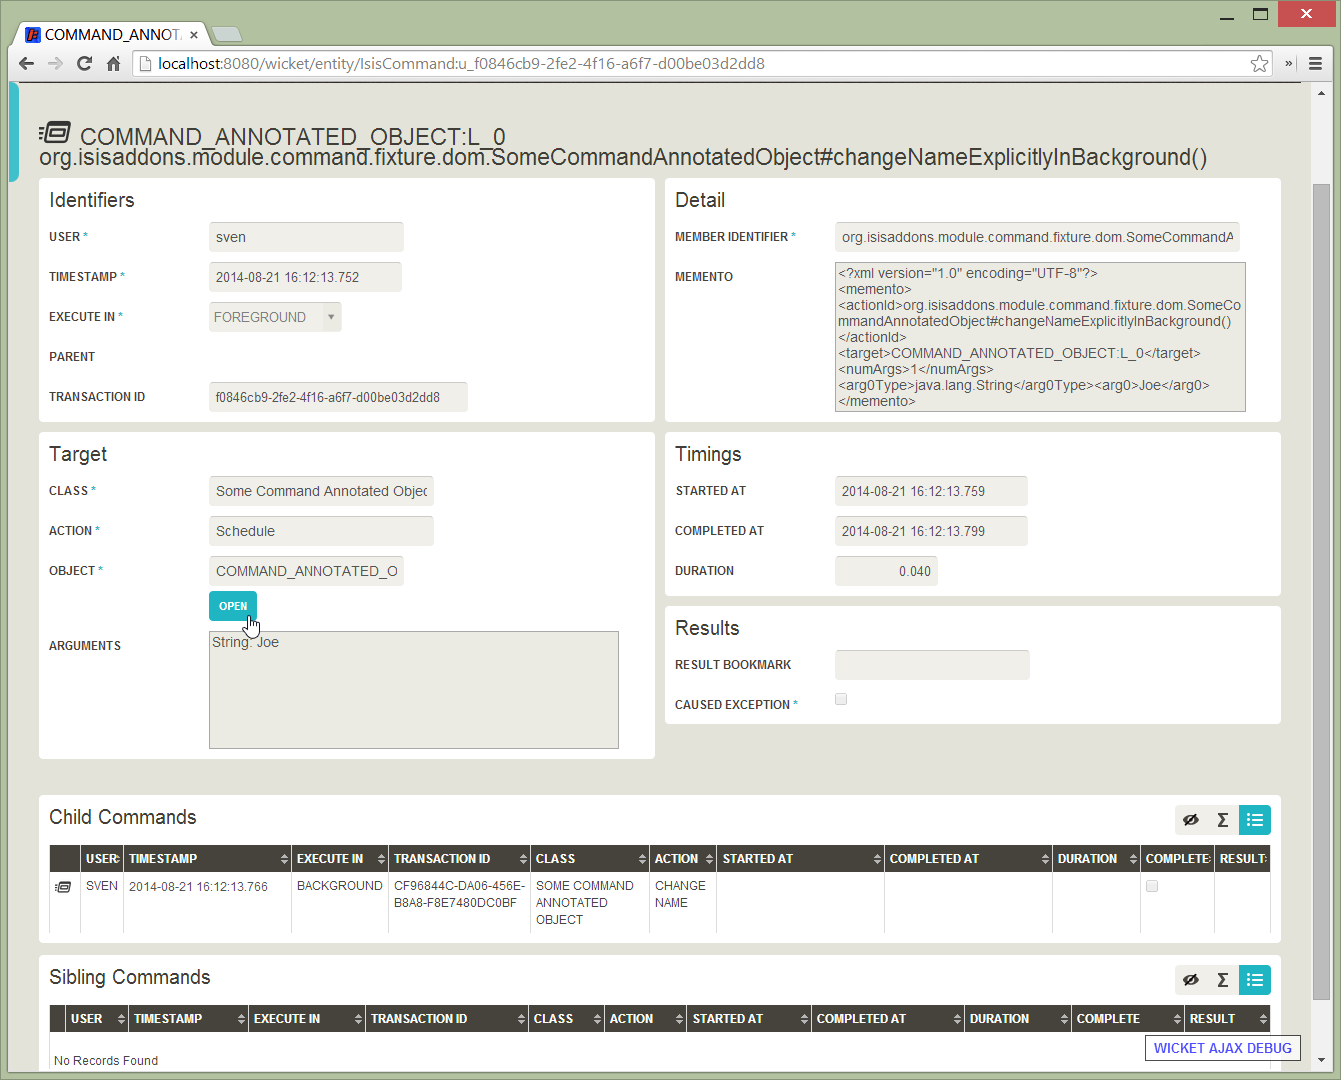 COMMAND_ANNOT
localhost:8080/wicket/entity/IsisCommand:u_f0846cb9-2fe2-4f16-a6f7-d00be03d2dd8
COMMAND_ANNOTATED_OBJECT:L_0
org.isisaddons.module.command.fixture.dom.SomeCommandAnnotatedObject#changeNameExplicitlyInBackground()
Identifiers
USER *
sven
TIMESTAMP *
2014-08-21 16:12:13.752
EXECUTE IN *
FOREGROUND
PARENT
TRANSACTION ID
f0846cb9-2fe2-4f16-a6f7-d00be03d2dd8
Detail
MEMBER IDENTIFIER *
org.isisaddons.module.command.fixture.dom.SomeCommandA
MEMENTO
<?xml version="1.0" encoding="UTF-8"?>
<memento>
<actionId>org.isisaddons.module.command.fixture.dom.SomeCo
mmandAnnotatedObject#changeNameExplicitlyInBackground()
</actionId>
<target>COMMAND_ANNOTATED_OBJECT:L_0</target>
<numArgs>1</numArgs>
<arg0Type>java.lang.String</arg0Type><arg0>Joe</arg0>
</memento>
Target
CLASS *
Some Command Annotated Objec
ACTION *
Schedule
OBJECT *
COMMAND_ANNOTATED_O
OPEN
ARGUMENTS
String: Joe
Timings
STARTED AT
2014-08-21 16:12:13.759
COMPLETED AT
2014-08-21 16:12:13.799
DURATION
0.040
Results
RESULT BOOKMARK
CAUSED EXCEPTION *
Child Commands
Σ
USER TIMESTAMP EXECUTE IN TRANSACTION ID CLASS ACTION STARTED AT COMPLETED AT DURATION COMPLETE RESULT
SVEN 2014-08-21 16:12:13.766 BACKGROUND CF96844C-DA06-456E- SOME COMMAND CHANGE
B8A8-F8E7480DC0BF ANNOTATED NAME
OBJECT
Sibling Commands
Σ
USER TIMESTAMP EXECUTE IN TRANSACTION ID CLASS ACTION STARTED AT COMPLETED AT DURATION COMPLETE RESULT
No Records Found
WICKET AJAX DEBUG